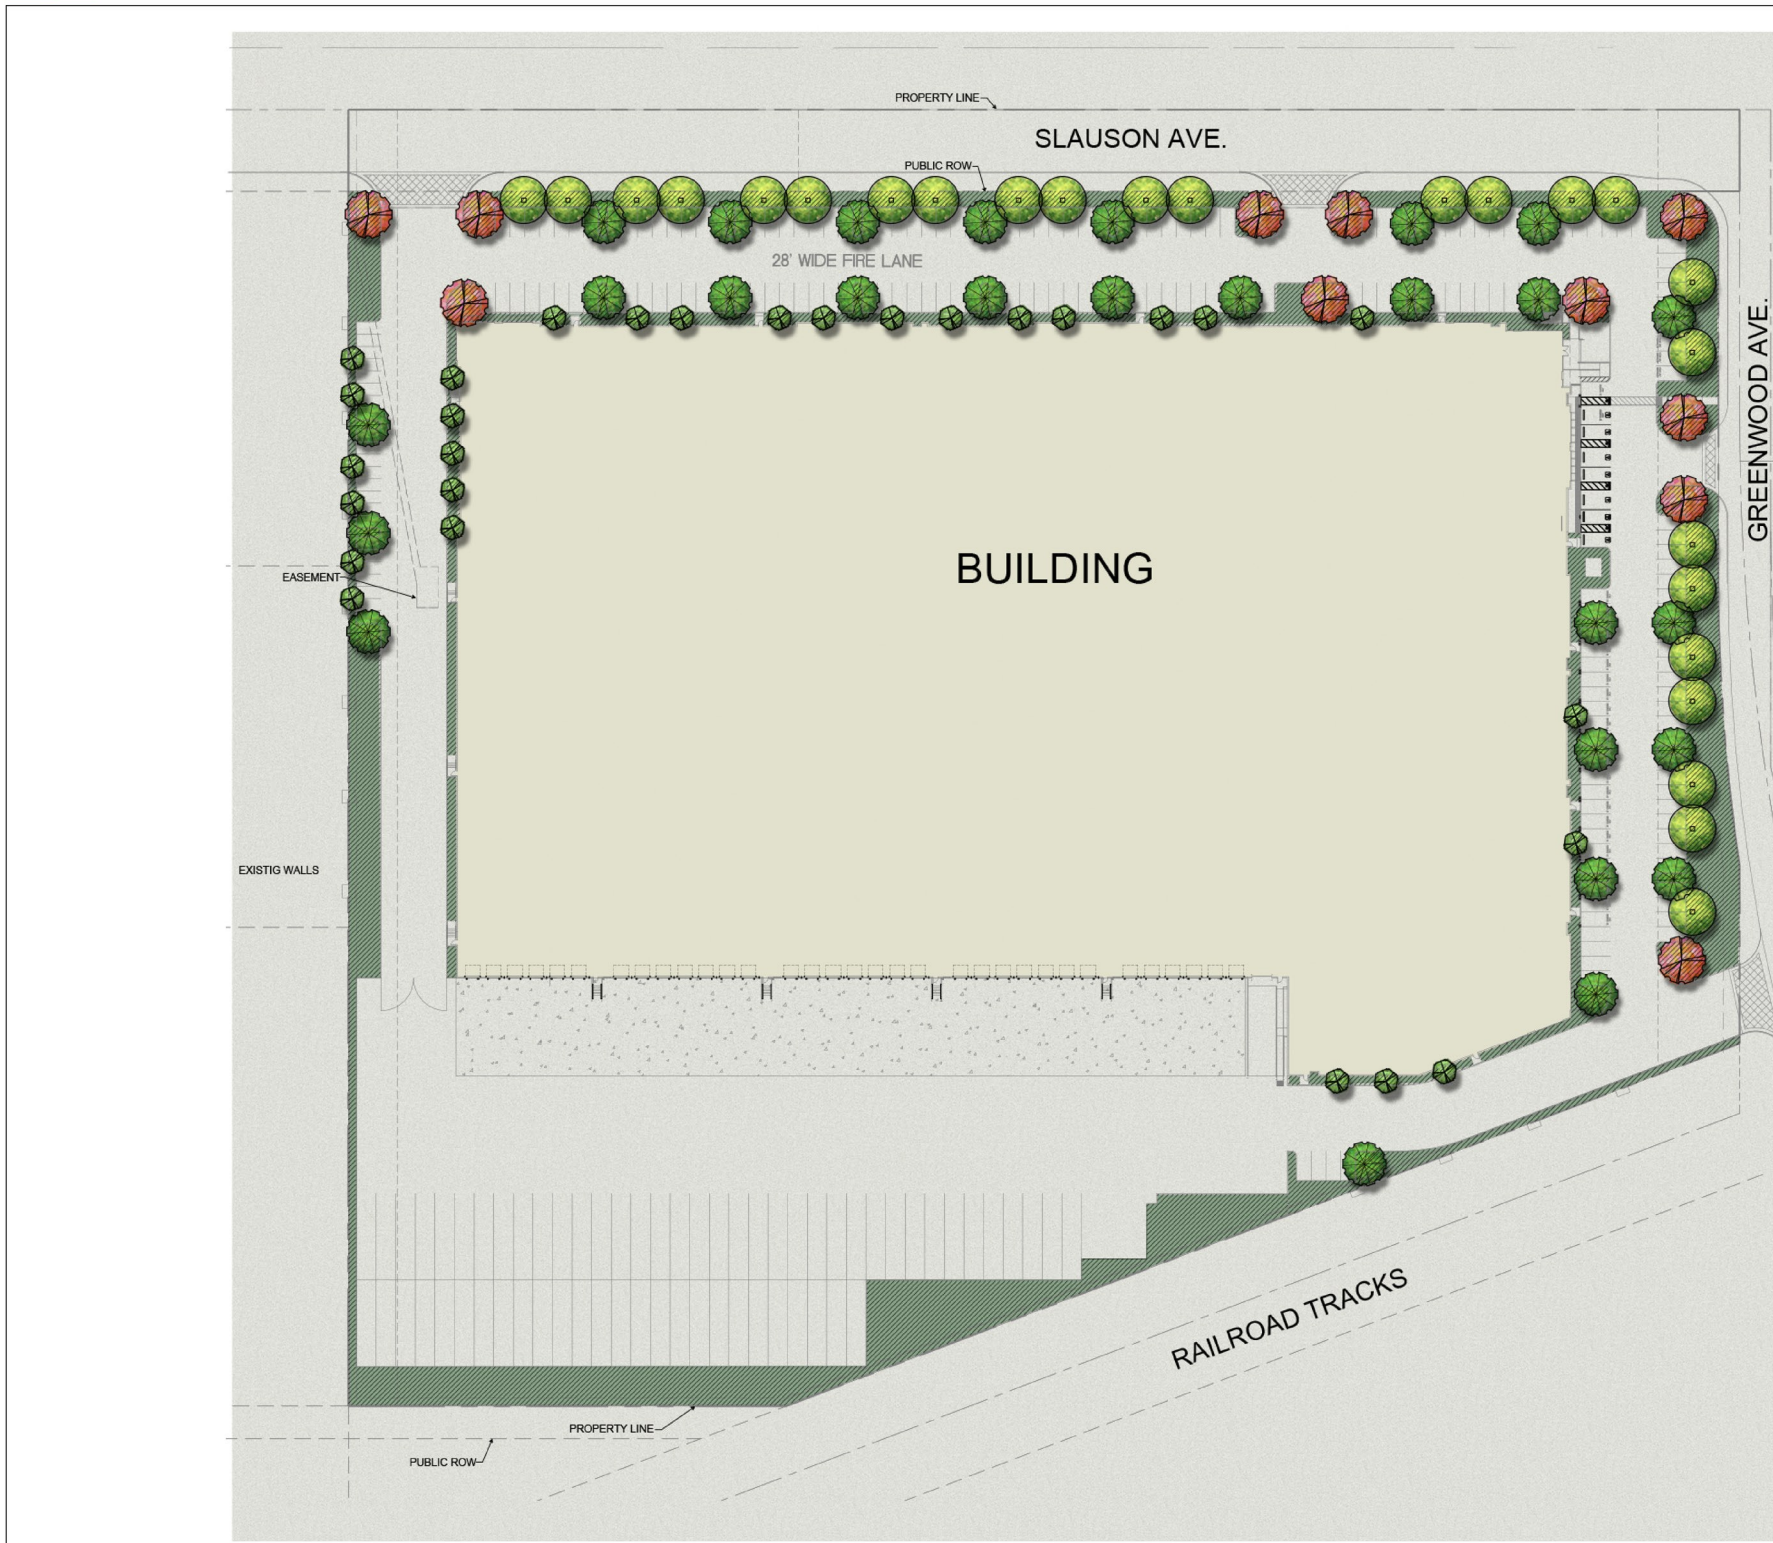 PROPERTY LINE
SLAUSON AVE.
PUBLIC ROW
28' WIDE FIRE LANE
GREENWOOD AVE.
BUILDING
EASEMENT
EXISTIG WALLS
RAILROAD TRACKS
PROPERTY LINE
PUBLIC ROW